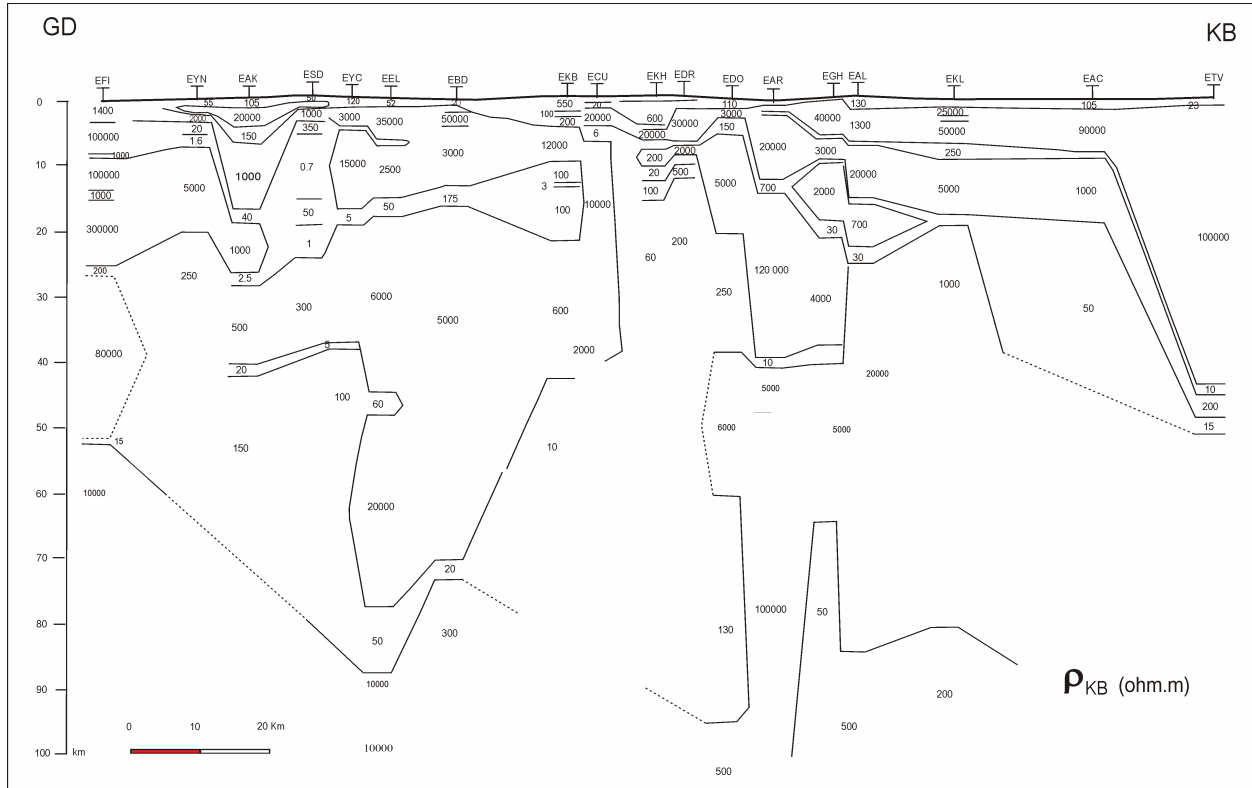 GD
KB
EFI EYN EAK ESD EYC EEL EBD EKB ECU EKH EDR EDO EAR EGH EAL EKL EAC ETV
0 1400 55 105 50 120 52 20 550 20 110 130 105 23
200 20000 1000 3000 35000 50000 100 200 20000 600 30000 3000 40000 1300 25000
100000 20 150 350 6 20000 150 50000 90000
1.6 12000
1000 15000 3000 2000 20000 3000 250
10 200
100000 5000 1000 0.7 2500 100 20 500 5000 700 2000 20000 5000 1000
1000 3 100
50 175 100 10000
300000 40 50 5 700
20 1 200 30 100000
1000 60 30
200 250 2.5 120 000
30 300 6000 250 4000 1000 50
500 5000 600
80000 5 2000
40 20 10 20000 10
100 60 5000 200
50 15 150 10 6000 5000 15
10000
60 20000
70 20
100000 50
80 50 300 130
90 10000 200
ρKB (ohm.m)
0 10 20 Km
500 500
100 km 10000
500